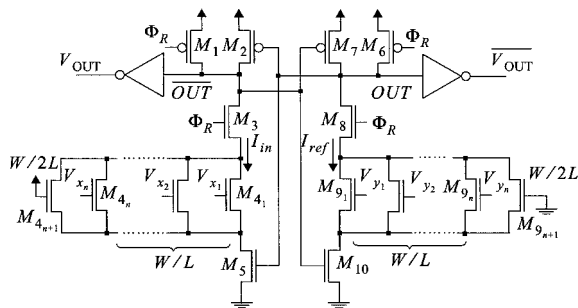 Φ_R M_1 M_2 M_7 M_6 Φ_R
V_OUT \overline{OUT} OUT \overline{V_OUT}
Φ_R M_3 M_8 Φ_R
I_in I_ref
W/2L V_{x_n} V_{x_2} V_{x_1} M_{4_n} M_{4_1} M_{9_1} V_{y_1} V_{y_2} M_{9_n} V_{y_n} W/2L
M_{4_{n+1}} M_{9_{n+1}}
W/L M_5 M_10 W/L